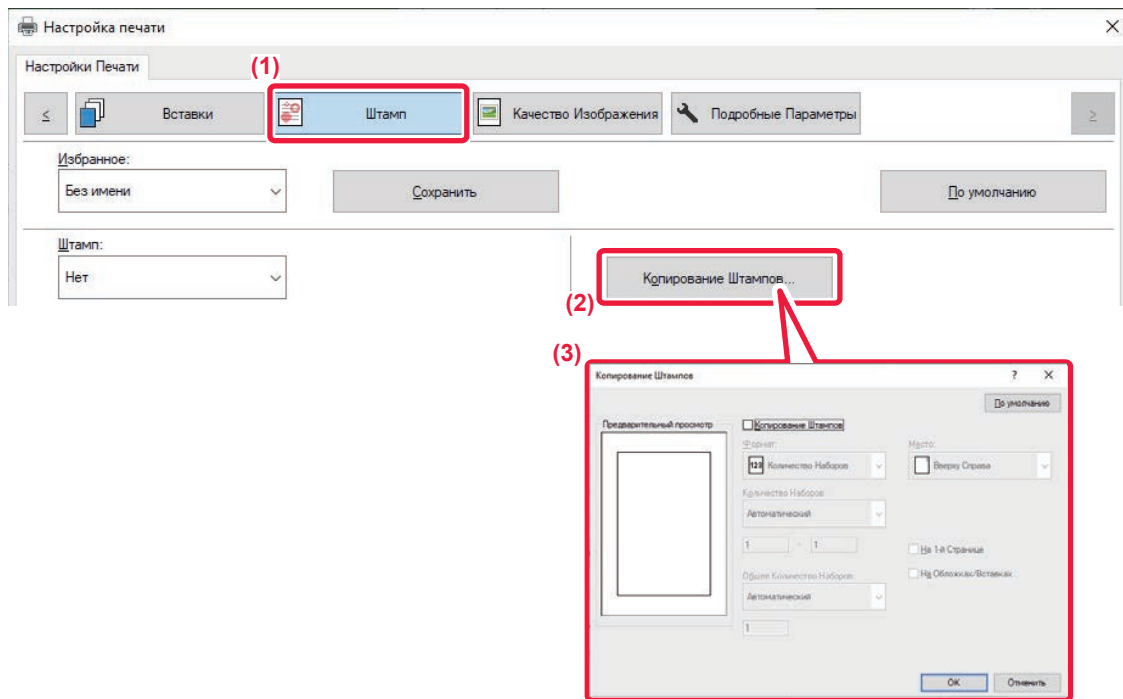 Настройка печати
Настройки Печати
(1)
< Вставки Штамп Качество Изображения Подробные Параметры >
Избранное:
Без имени Сохранить По умолчанию
Штамп:
Нет Копирование Штампов...
(2)
(3)
Копирование Штампов ?
По умолчанию
Предварительный просмотр Копирование Штампов
Формат: Место:
123 Количество Наборов Вверху Справа
Количество Наборов
Автоматический
1 - 1 На 1-й Странице
На Обложках/Вставках
Общее Количество Наборов
Автоматический
1
OK Отменить